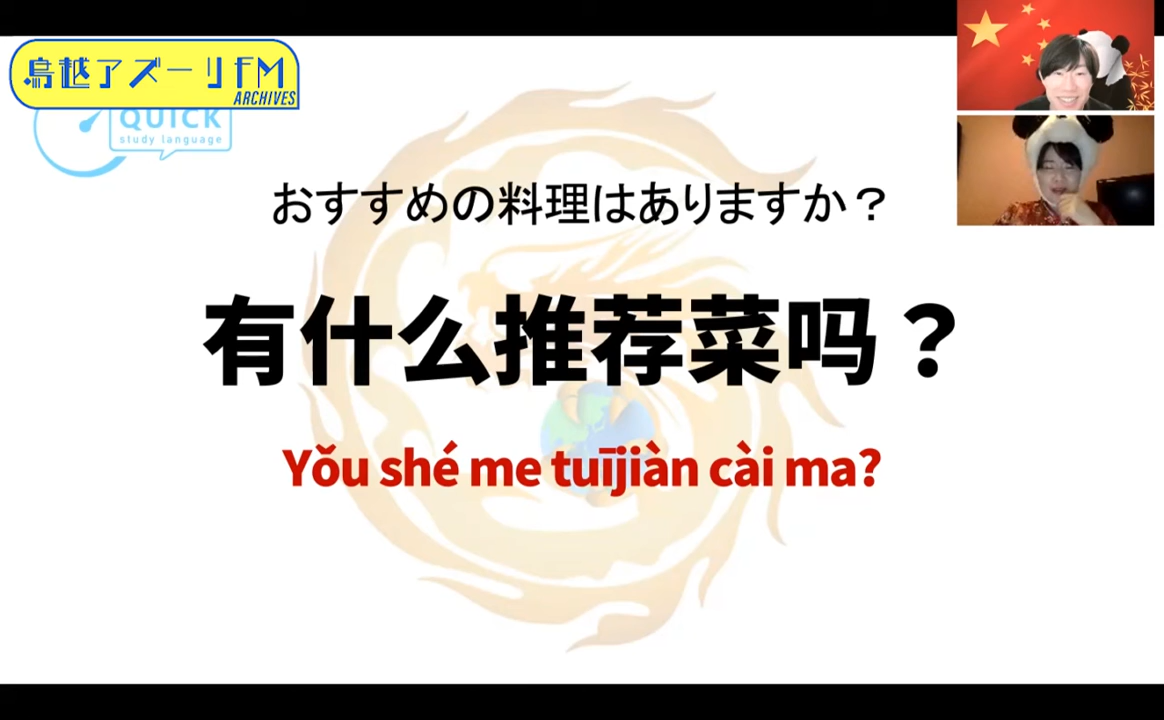 鳥越アズーリFM
ARCHIVES
QUICK
study language
おすすめの料理はありますか？
有什么推荐菜吗？
Yǒu shé me tuījiàn cài ma?